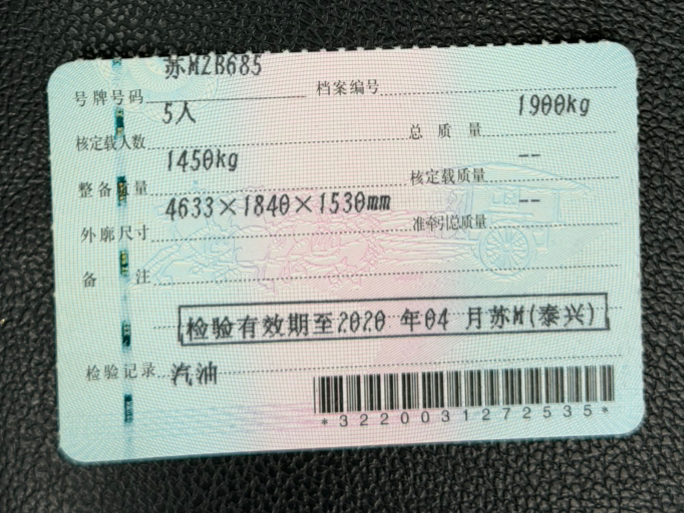 号牌号码 苏M2B685 档案编号
核定载人数 5人 总质量 1900kg
整备质量 1450kg 核定载质量 --
外廓尺寸 4633×1840×1530mm 准牵引总质量 --
备注
检验有效期至2020年04月苏M(泰兴)
检验记录 汽油
*3220031272535*